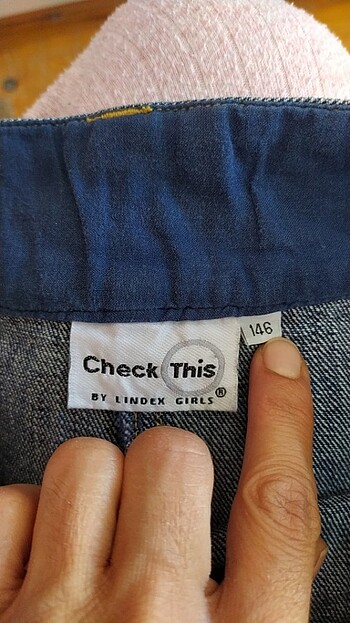 146
Check This
BY LINDEX GIRLS®